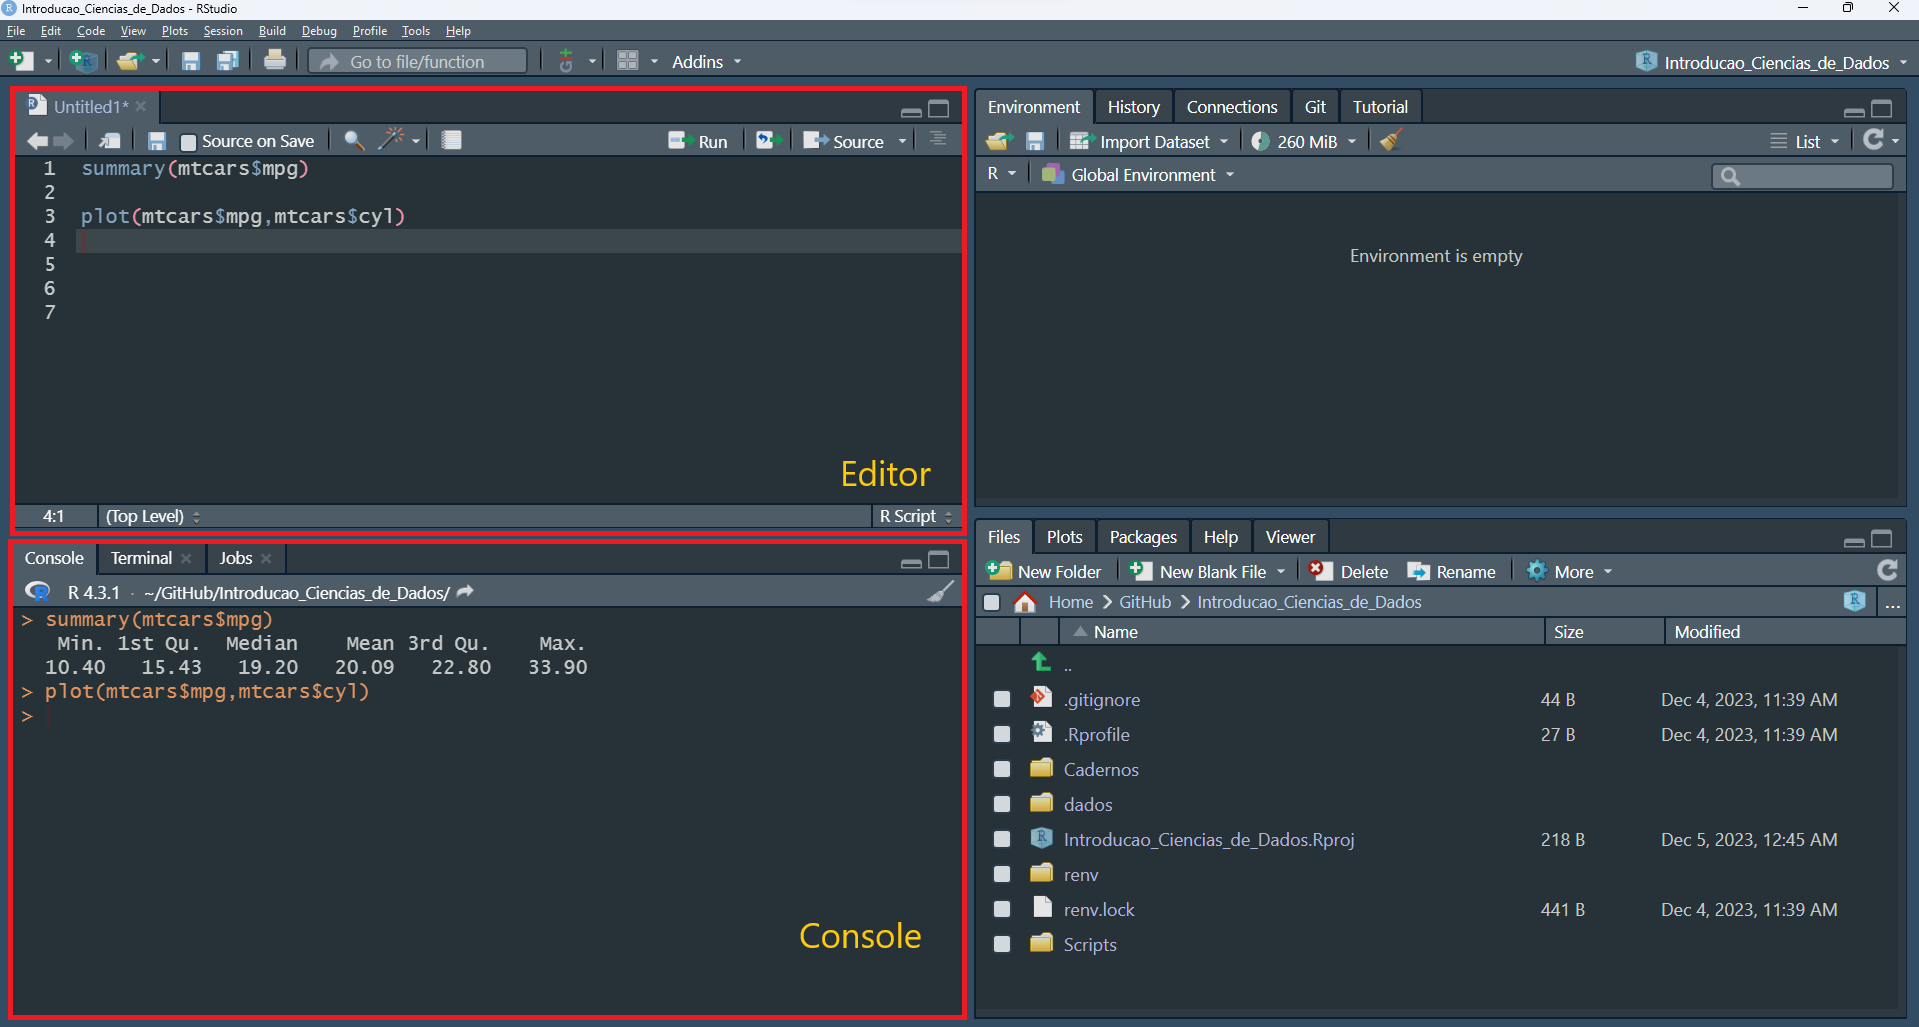 Introducao_Ciencias_de_Dados - RStudio
File Edit Code View Plots Session Build Debug Profile Tools Help
Go to file/function Addins Introducao_Ciencias_de_Dados
Untitled1*
Source on Save Run Source
1 summary(mtcars$mpg)
2
3 plot(mtcars$mpg,mtcars$cyl)
4
5
6
7
Editor
4:1 (Top Level) R Script
Console Terminal Jobs
R 4.3.1 · ~/GitHub/Introducao_Ciencias_de_Dados/
> summary(mtcars$mpg)
Min. 1st Qu. Median Mean 3rd Qu. Max.
10.40 15.43 19.20 20.09 22.80 33.90
> plot(mtcars$mpg,mtcars$cyl)
>
Console
Environment History Connections Git Tutorial
Import Dataset 260 MiB List
R Global Environment
Environment is empty
Files Plots Packages Help Viewer
New Folder New Blank File Delete Rename More
Home GitHub Introducao_Ciencias_de_Dados ...
Name Size Modified
..
.gitignore 44 B Dec 4, 2023, 11:39 AM
.Rprofile 27 B Dec 4, 2023, 11:39 AM
Cadernos
dados
Introducao_Ciencias_de_Dados.Rproj 218 B Dec 5, 2023, 12:45 AM
renv
renv.lock 441 B Dec 4, 2023, 11:39 AM
Scripts